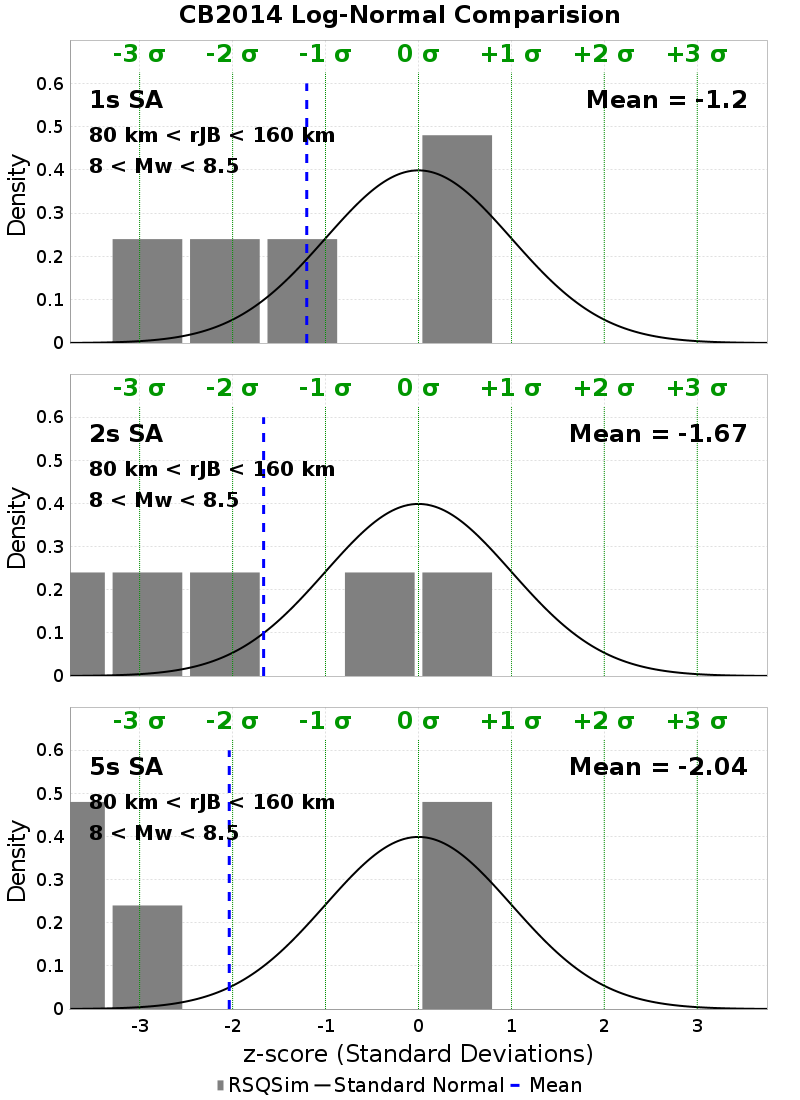 CB2014 Log-Normal Comparision
-3 σ -2 σ -1 σ 0 σ +1 σ +2 σ +3 σ
1s SA
Mean = -1.2
80 km < rJB < 160 km
8 < Mw < 8.5
Density
0.6
0.5
0.4
0.3
0.2
0.1
0
-3 σ -2 σ -1 σ 0 σ +1 σ +2 σ +3 σ
2s SA
Mean = -1.67
80 km < rJB < 160 km
8 < Mw < 8.5
Density
0.6
0.5
0.4
0.3
0.2
0.1
0
-3 σ -2 σ -1 σ 0 σ +1 σ +2 σ +3 σ
5s SA
Mean = -2.04
80 km < rJB < 160 km
8 < Mw < 8.5
Density
0.6
0.5
0.4
0.3
0.2
0.1
0
-3 -2 -1 0 1 2 3
z-score (Standard Deviations)
RSQSim Standard Normal Mean